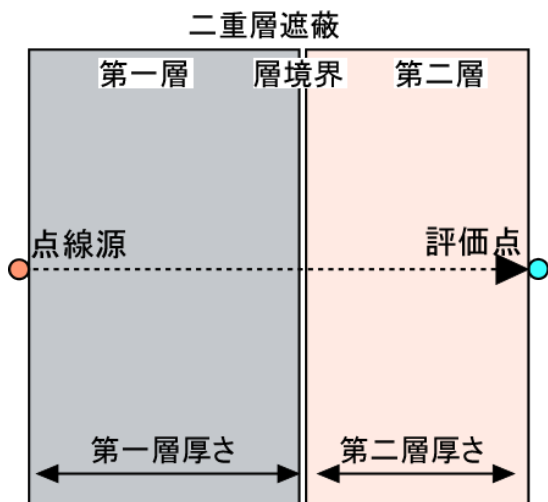 二重層遮蔽
第一層
層境界
第二層
点線源
評価点
第一層厚さ
第二層厚さ